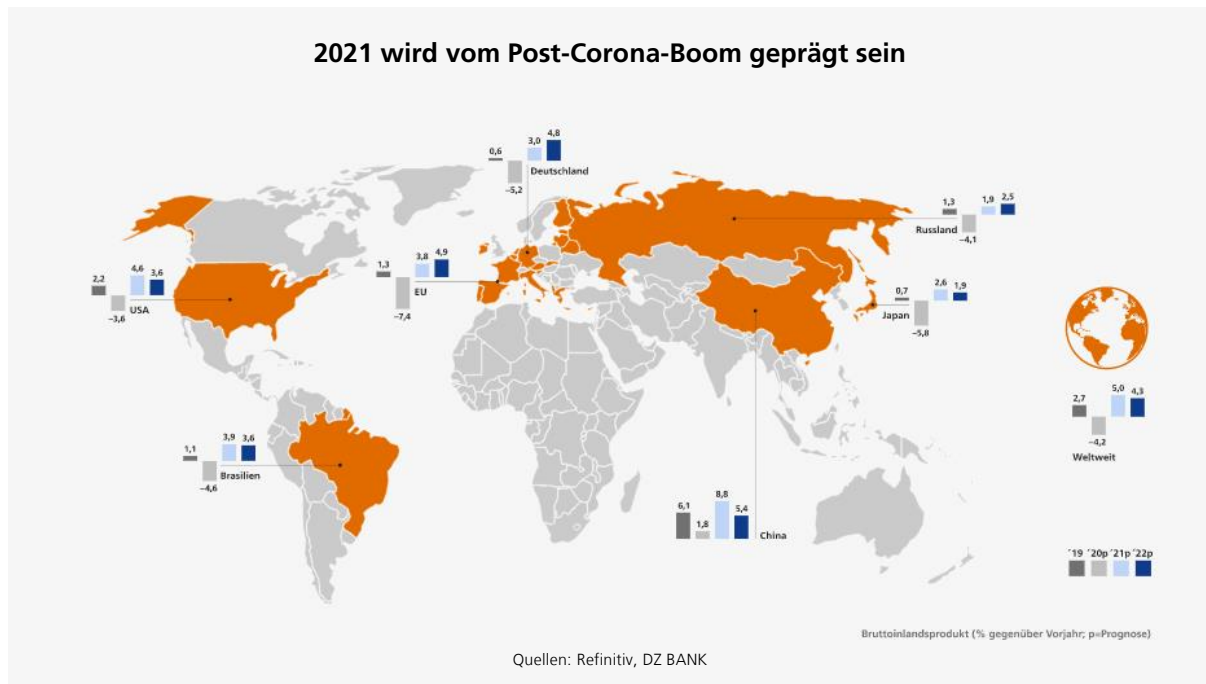 2021 wird vom Post-Corona-Boom geprägt sein
0,6 −5,2 3,0 4,8
Deutschland
1,3 −4,1 1,9 2,5
Russland
1,3 −7,4 3,8 4,9
EU
2,2 −3,6 4,6 3,6
USA
0,7 −5,8 2,6 1,9
Japan
2,7 −4,2 5,0 4,3
Weltweit
1,1 −4,6 3,9 3,6
Brasilien
6,1 1,8 8,8 5,4
China
´19 ´20p ´21p ´22p
Bruttoinlandsprodukt (% gegenüber Vorjahr; p=Prognose)
Quellen: Refinitiv, DZ BANK